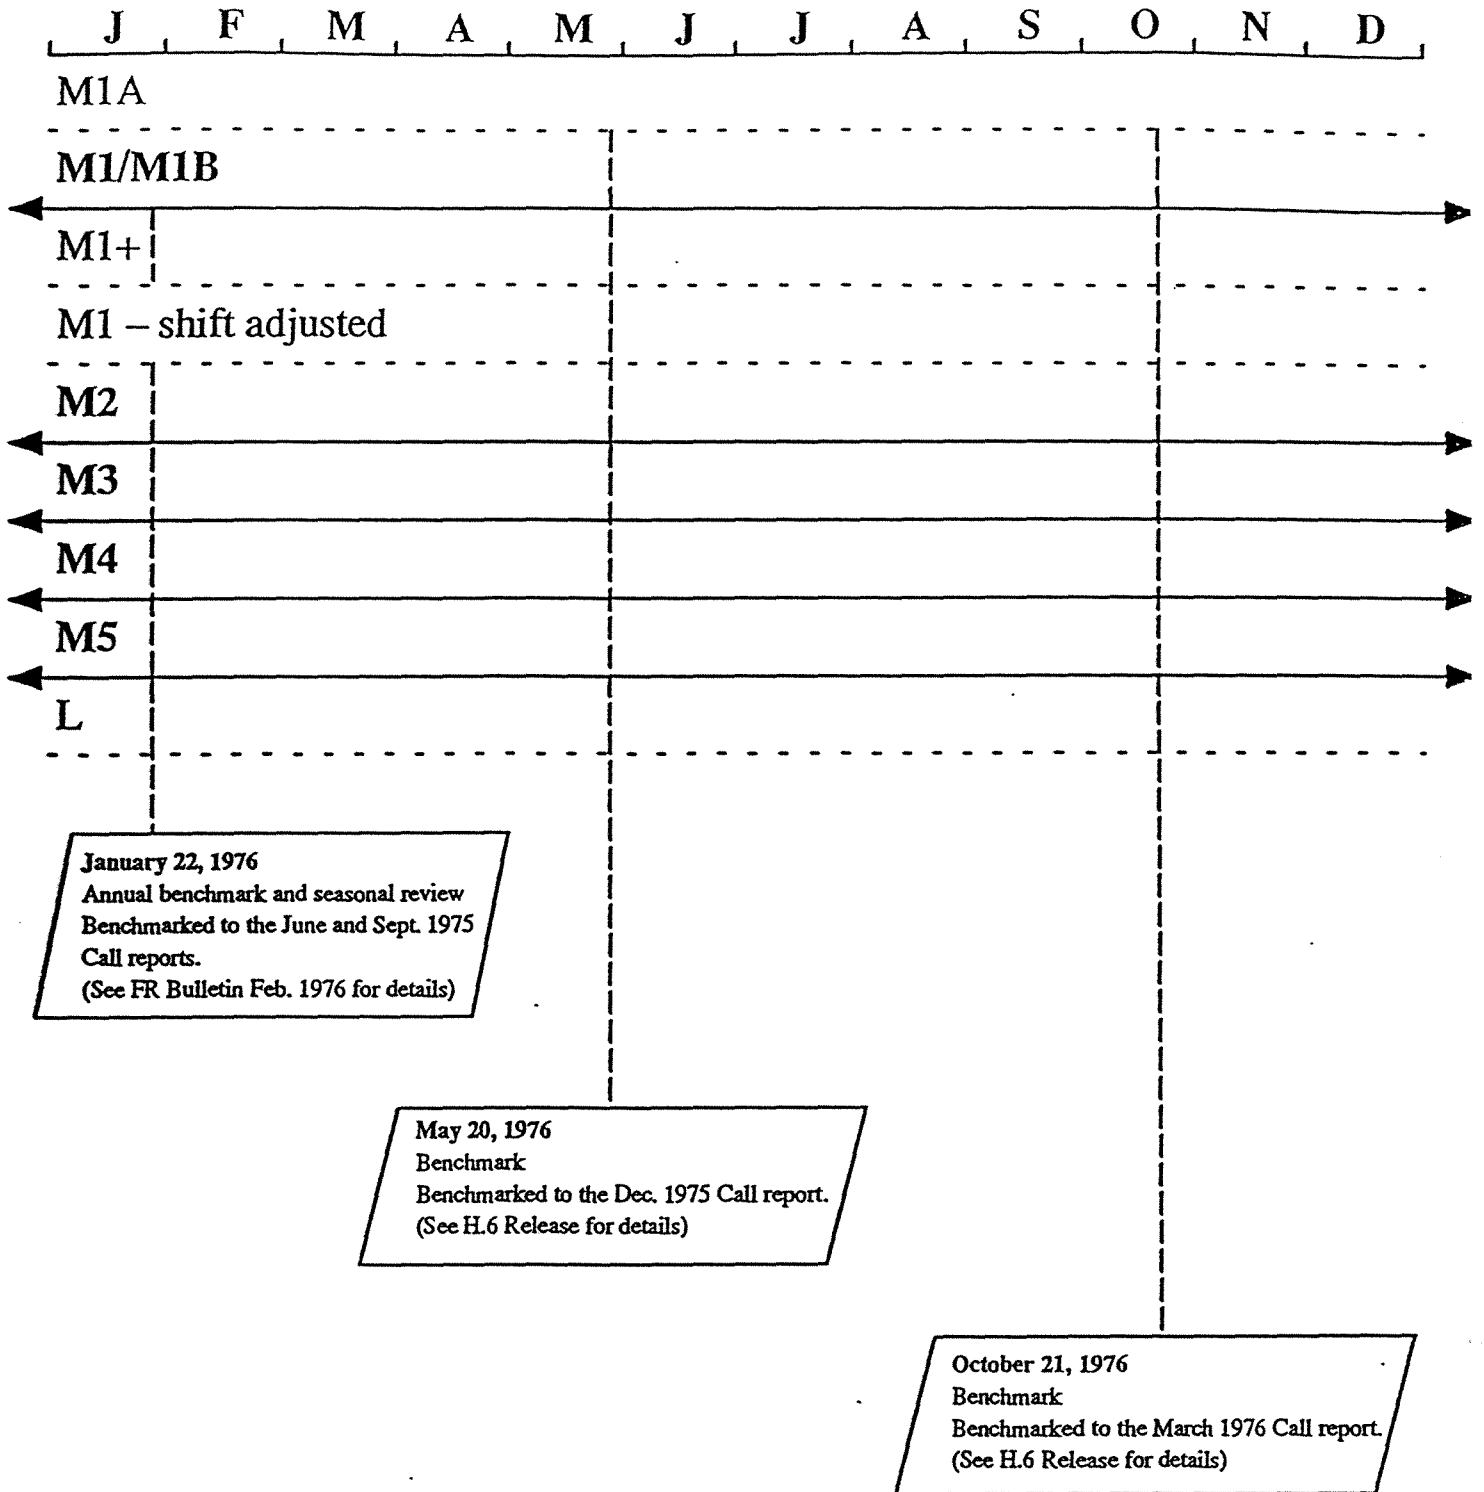 J F M A M J J A S O N D
M1A
M1/M1B
M1+
M1 – shift adjusted
M2
M3
M4
M5
L
January 22, 1976
Annual benchmark and seasonal review
Benchmarked to the June and Sept. 1975
Call reports.
(See FR Bulletin Feb. 1976 for details)
May 20, 1976
Benchmark
Benchmarked to the Dec. 1975 Call report.
(See H.6 Release for details)
October 21, 1976
Benchmark
Benchmarked to the March 1976 Call report.
(See H.6 Release for details)